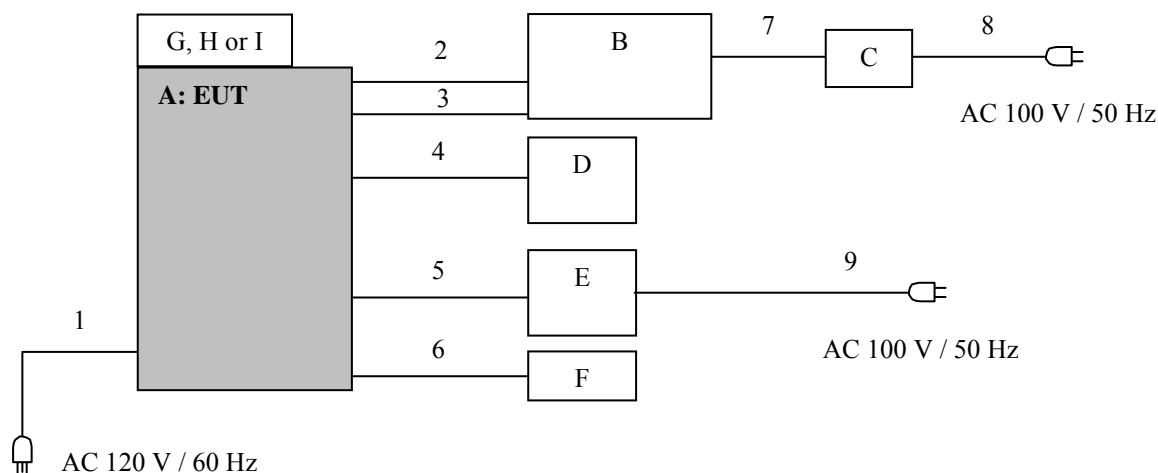 G, H or I
A: EUT
2
3
4
5
6
1
B
7
C
8
AC 100 V / 50 Hz
D
E
9
AC 100 V / 50 Hz
F
AC 120 V / 60 Hz